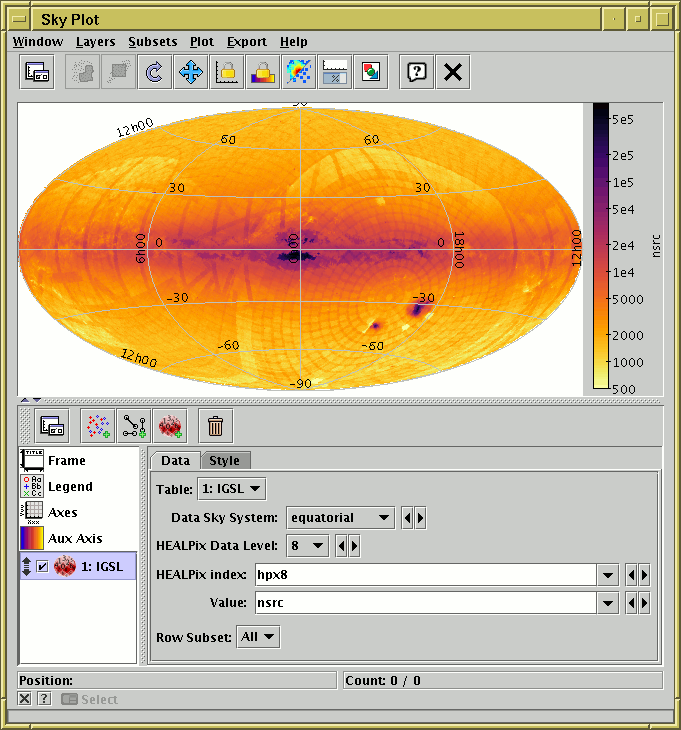 Sky Plot
Window Layers Subsets Plot Export Help
12h00
60 60
30 30
0 6h00 0 18h00 12h00
-30 -30
-60 -60
12h00
-90
5e5
2e5
1e5
5e4
2e4
1e4
5000
2000
1000
500
nsrc
Frame
Legend
Axes
Aux Axis
1: IGSL
Data Style
Table: 1: IGSL
Data Sky System: equatorial
HEALPix Data Level: 8
HEALPix index: hpx8
Value: nsrc
Row Subset: All
Position: Count: 0 / 0
Select